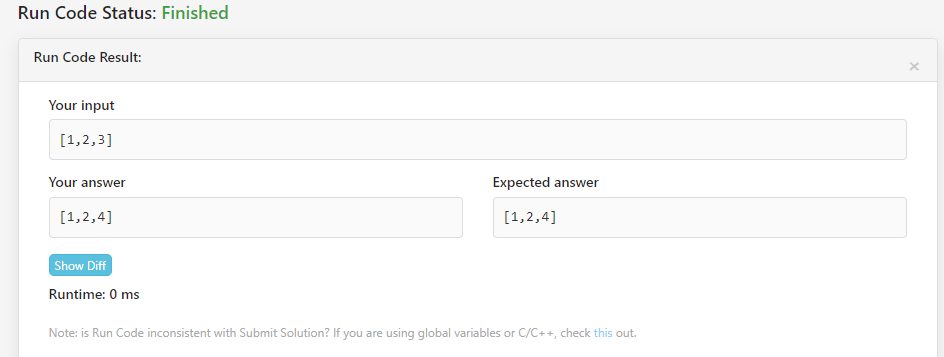 Run Code Status: Finished
Run Code Result:
×
Your input
[1,2,3]
Your answer
Expected answer
[1,2,4]
[1,2,4]
Show Diff
Runtime: 0 ms
Note: is Run Code inconsistent with Submit Solution? If you are using global variables or C/C++, check this out.